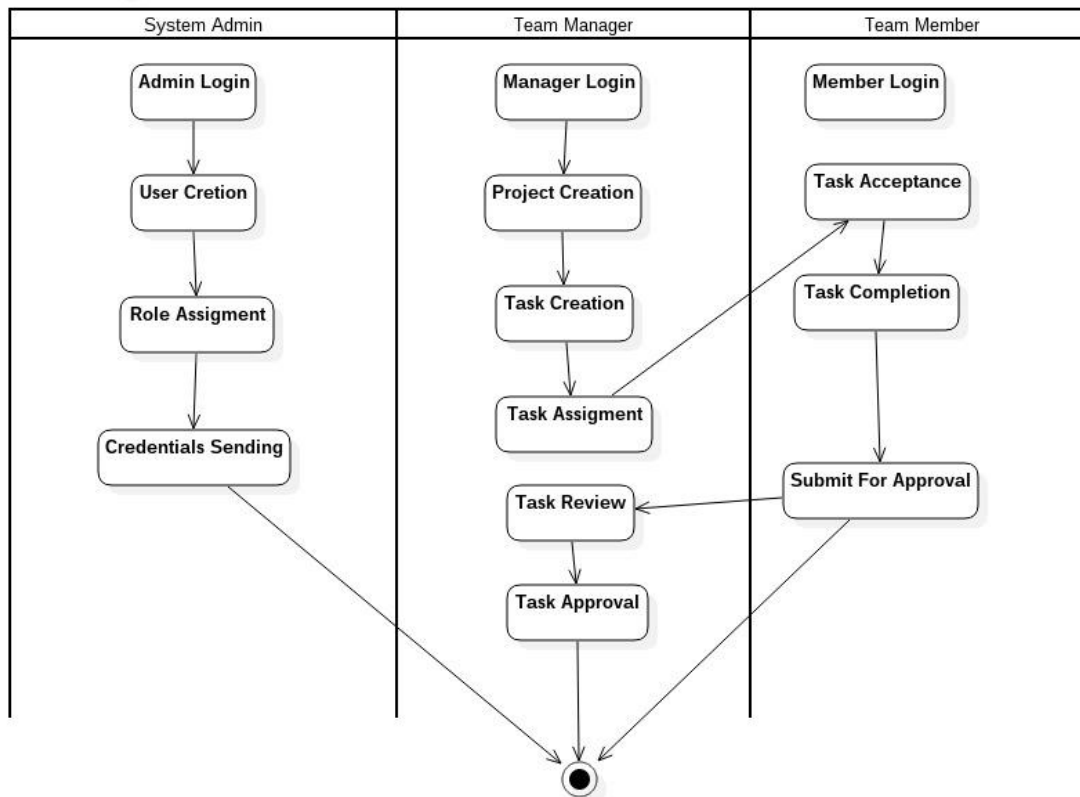 System Admin
Team Manager
Team Member
Admin Login
Manager Login
Member Login
User Cretion
Project Creation
Task Acceptance
Role Assigment
Task Creation
Task Completion
Task Assigment
Credentials Sending
Task Review
Submit For Approval
Task Approval